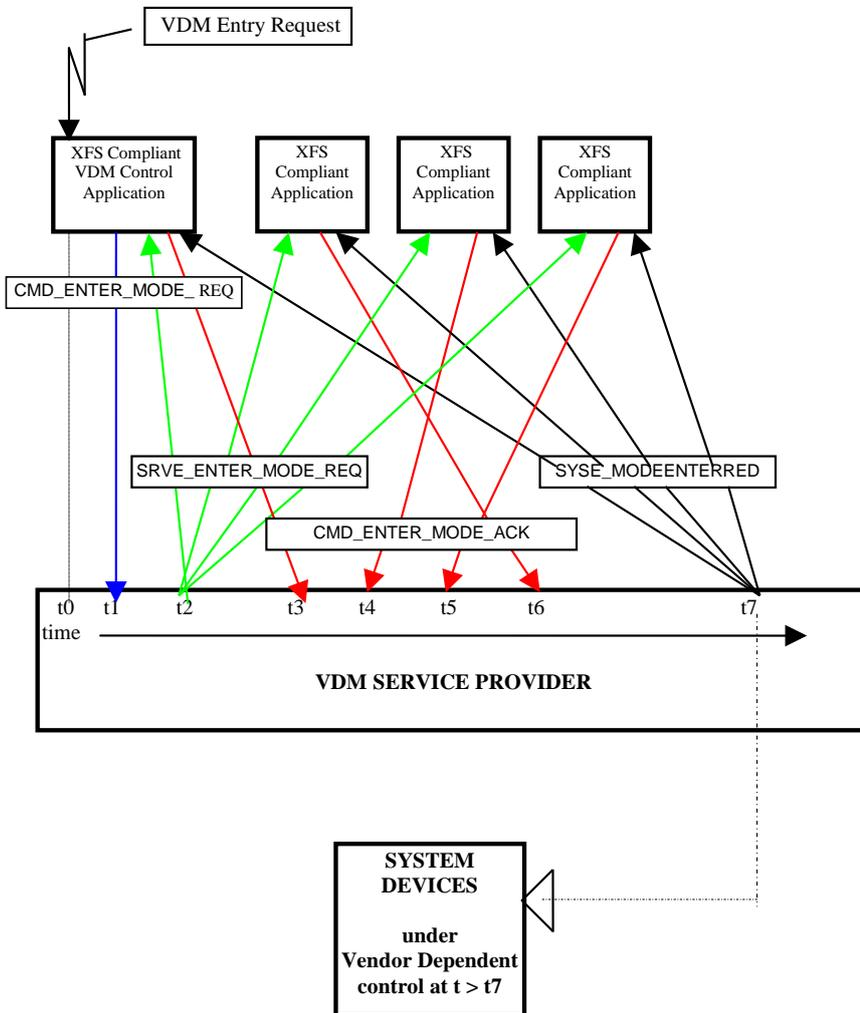 VDM Entry Request
XFS Compliant
VDM Control
Application
XFS
Compliant
Application
XFS
Compliant
Application
XFS
Compliant
Application
CMD_ENTER_MODE_ REQ
SRVE_ENTER_MODE_REQ
SYSE_MODEENTERRED
CMD_ENTER_MODE_ACK
t0 t1 t2 t3 t4 t5 t6 t7
time
VDM SERVICE PROVIDER
SYSTEM
DEVICES
under
Vendor Dependent
control at t > t7